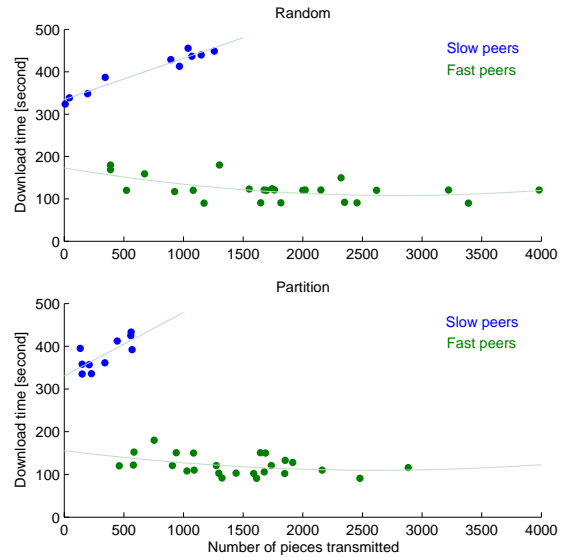 Random
Download time [second]
500
400
300
200
100
0
Slow peers
Fast peers
0 500 1000 1500 2000 2500 3000 3500 4000
Partition
Download time [second]
500
400
300
200
100
0
Slow peers
Fast peers
0 500 1000 1500 2000 2500 3000 3500 4000
Number of pieces transmitted